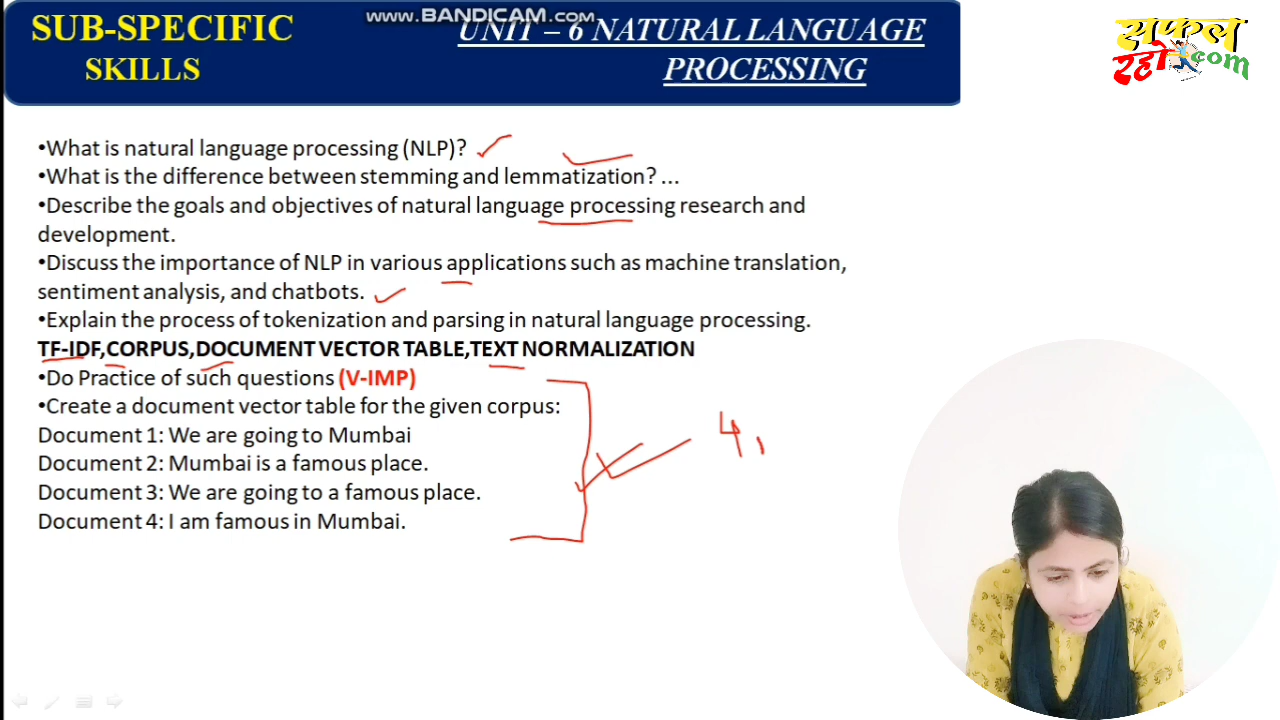 www.BANDICAM.com
SUB-SPECIFIC
SKILLS
UNIT – 6 NATURAL LANGUAGE
PROCESSING
सफल
रहो.com
•What is natural language processing (NLP)?
•What is the difference between stemming and lemmatization? ...
•Describe the goals and objectives of natural language processing research and
development.
•Discuss the importance of NLP in various applications such as machine translation,
sentiment analysis, and chatbots.
•Explain the process of tokenization and parsing in natural language processing.
TF-IDF,CORPUS,DOCUMENT VECTOR TABLE,TEXT NORMALIZATION
•Do Practice of such questions (V-IMP)
•Create a document vector table for the given corpus:
Document 1: We are going to Mumbai
Document 2: Mumbai is a famous place.
Document 3: We are going to a famous place.
Document 4: I am famous in Mumbai.
4